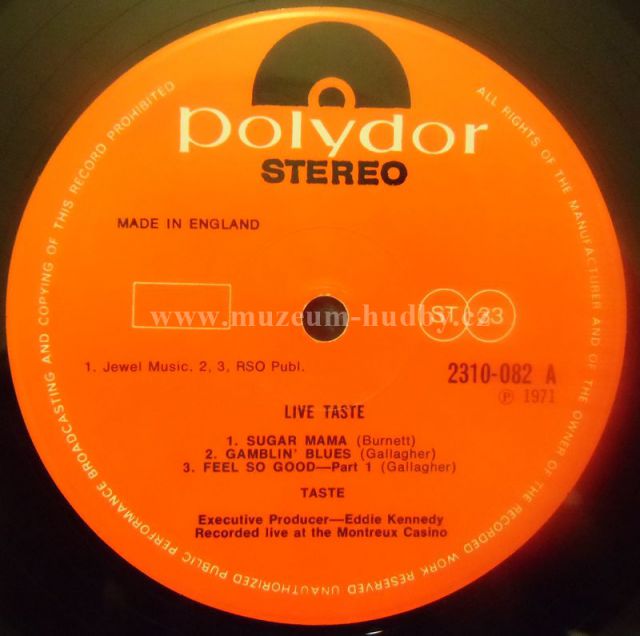 polydor
STEREO
MADE IN ENGLAND
ST 33
www.muzeum-hudby.cz
1. Jewel Music. 2, 3, RSO Publ.
2310-082 A
Ⓟ 1971
LIVE TASTE
1. SUGAR MAMA (Burnett)
2. GAMBLIN' BLUES (Gallagher)
3. FEEL SO GOOD—Part 1 (Gallagher)
TASTE
Executive Producer—Eddie Kennedy
Recorded live at the Montreux Casino
ALL RIGHTS OF THE MANUFACTURER AND OF THE OWNER OF THE RECORDED WORK RESERVED UNAUTHORIZED PUBLIC PERFORMANCE BROADCASTING AND COPYING OF THIS RECORD PROHIBITED